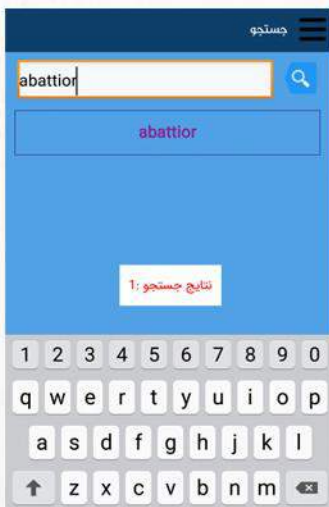 جستجو
abattior
abattior
نتایج جستجو :1
1 2 3 4 5 6 7 8 9 0
q w e r t y u i o p
a s d f g h j k l
z x c v b n m